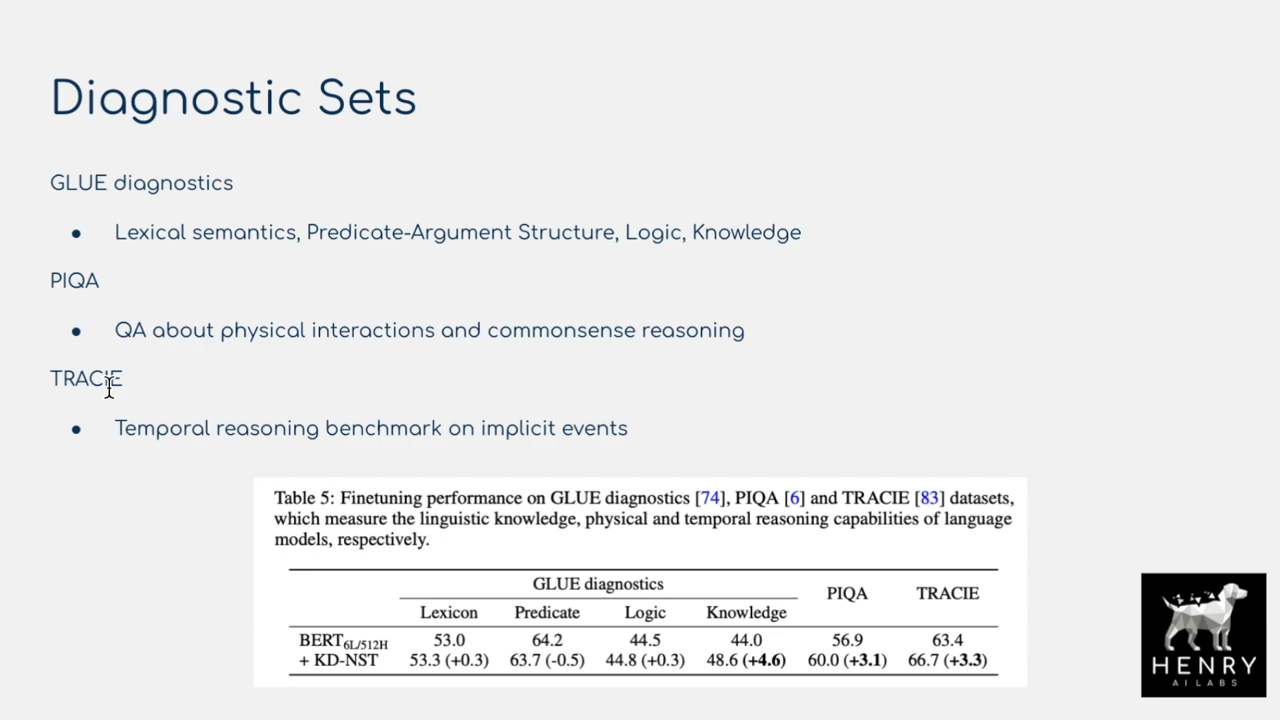 Diagnostic Sets
GLUE diagnostics
● Lexical semantics, Predicate-Argument Structure, Logic, Knowledge
PIQA
● QA about physical interactions and commonsense reasoning
TRACIE
● Temporal reasoning benchmark on implicit events
Table 5: Finetuning performance on GLUE diagnostics [74], PIQA [6] and TRACIE [83] datasets,
which measure the linguistic knowledge, physical and temporal reasoning capabilities of language
models, respectively.
GLUE diagnostics PIQA TRACIE
Lexicon Predicate Logic Knowledge
BERT6L/512H 53.0 64.2 44.5 44.0 56.9 63.4
+ KD-NST 53.3 (+0.3) 63.7 (-0.5) 44.8 (+0.3) 48.6 (+4.6) 60.0 (+3.1) 66.7 (+3.3)
HENRY
AI LABS